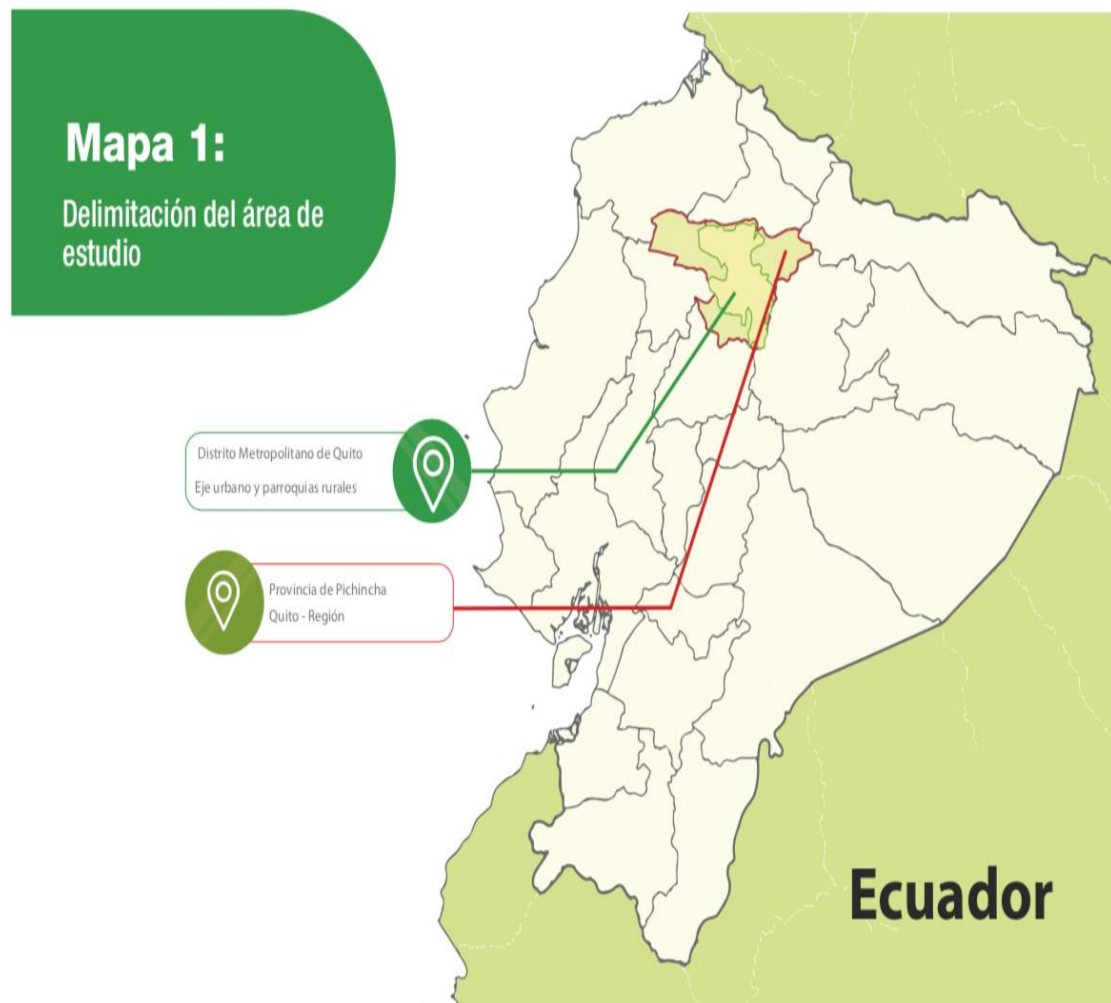 Mapa 1:
Delimitación del área de
estudio
Distrito Metropolitano de Quito
Eje urbano y parroquias rurales
Provincia de Pichincha
Quito - Región
Ecuador